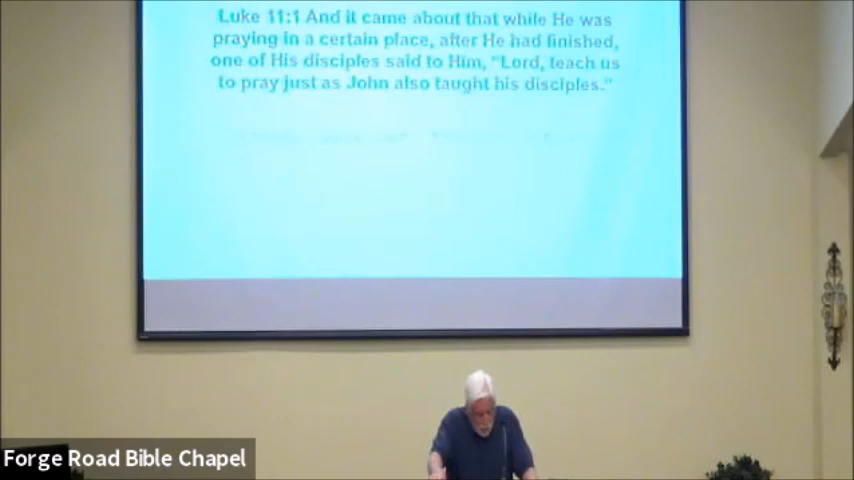 Luke 11:1 And it came about that while He was
praying in a certain place, after He had finished,
one of His disciples said to Him, "Lord, teach us
to pray just as John also taught his disciples."
Forge Road Bible Chapel